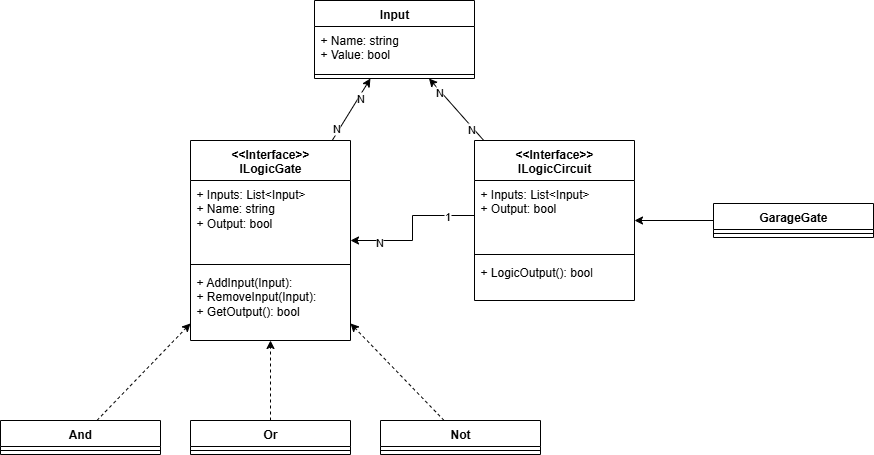 Input
+ Name: string
+ Value: bool
N
N
N
N
<<Interface>>
ILogicGate
+ Inputs: List<Input>
+ Name: string
+ Output: bool
+ AddInput(Input):
+ RemoveInput(Input):
+ GetOutput(): bool
<<Interface>>
ILogicCircuit
+ Inputs: List<Input>
+ Output: bool
+ LogicOutput(): bool
1
N
GarageGate
And
Or
Not